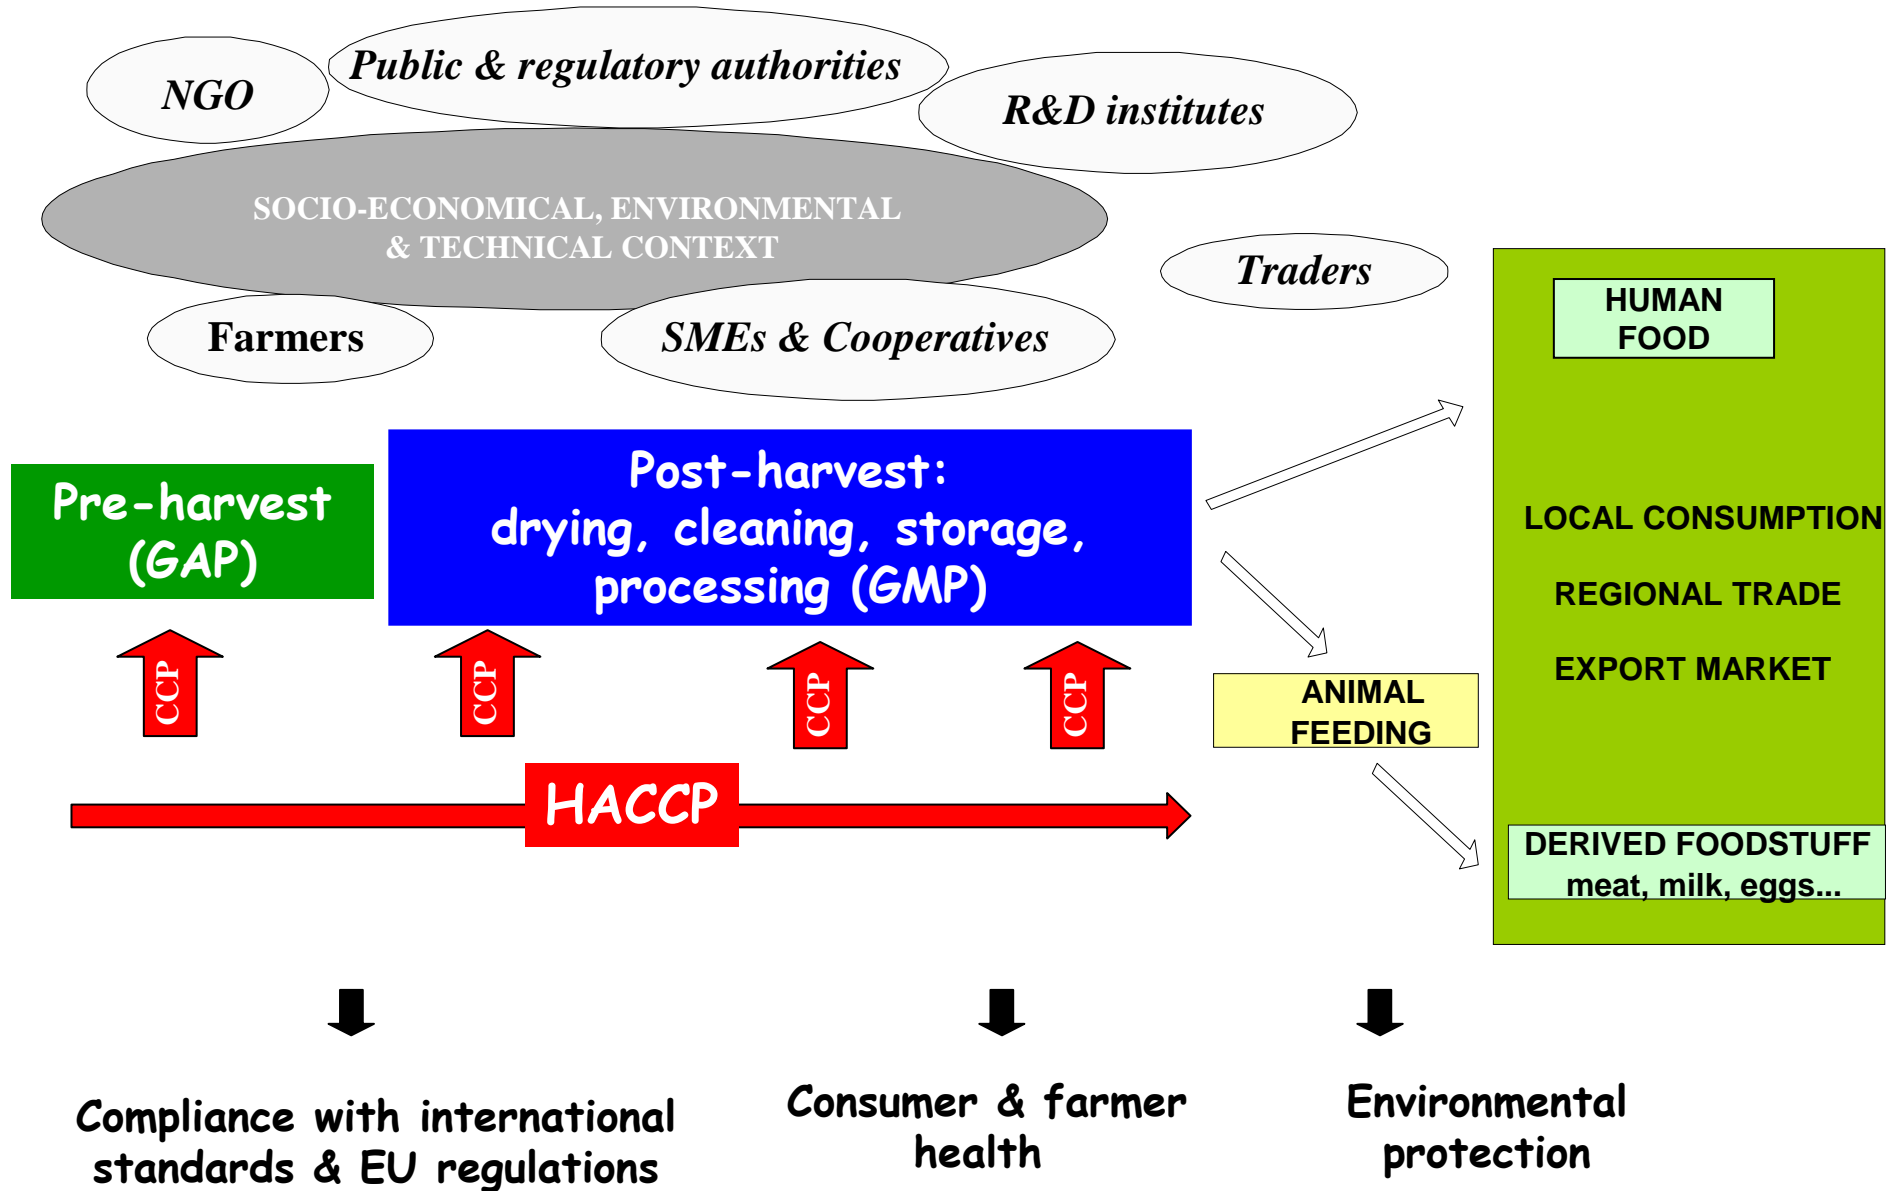 NGO
Public & regulatory authorities
R&D institutes
SOCIO-ECONOMICAL, ENVIRONMENTAL
& TECHNICAL CONTEXT
Traders
Farmers
SMEs & Cooperatives
HUMAN
FOOD
Pre-harvest
(GAP)
Post-harvest:
drying, cleaning, storage,
processing (GMP)
LOCAL CONSUMPTION
REGIONAL TRADE
EXPORT MARKET
CCP
CCP
CCP
CCP
ANIMAL
FEEDING
HACCP
DERIVED FOODSTUFF
meat, milk, eggs...
Compliance with international
standards & EU regulations
Consumer & farmer
health
Environmental
protection